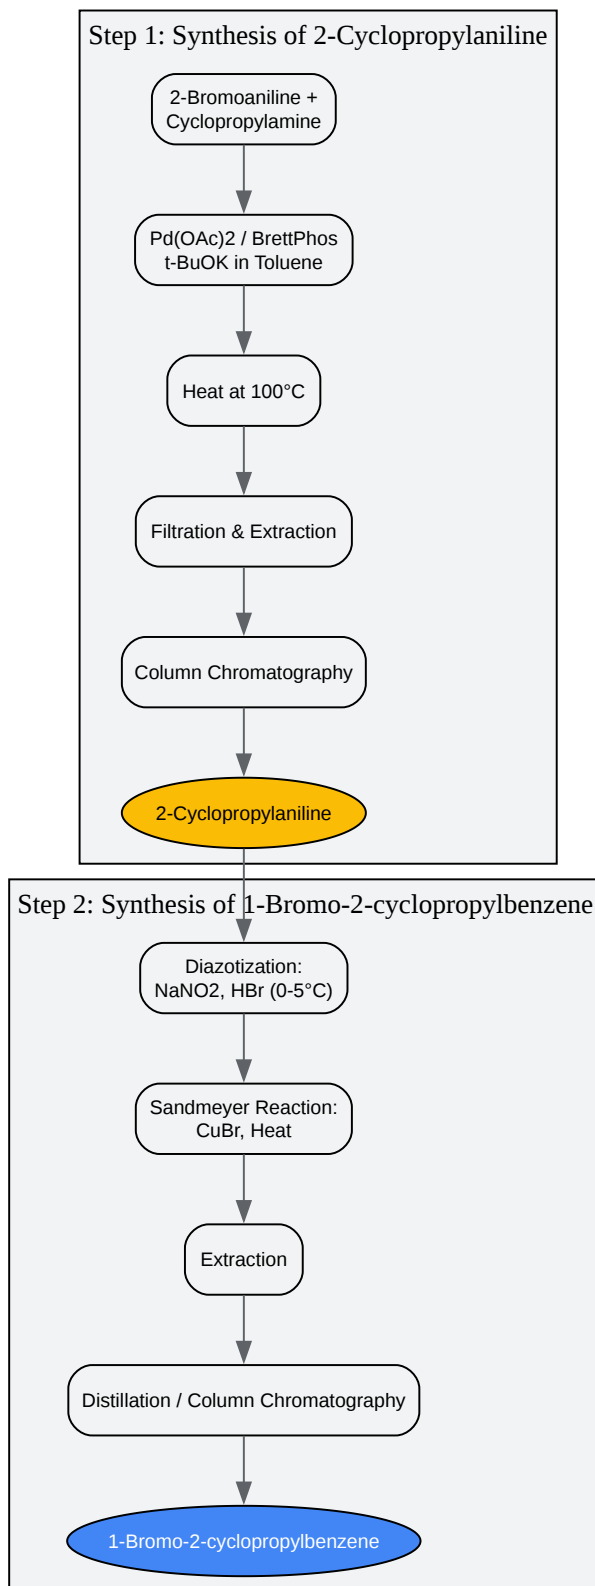 Step 1: Synthesis of 2-Cyclopropylaniline
2-Bromoaniline +
Cyclopropylamine
Pd(OAc)2 / BrettPhos
t-BuOK in Toluene
Heat at 100°C
Filtration & Extraction
Column Chromatography
2-Cyclopropylaniline
Step 2: Synthesis of 1-Bromo-2-cyclopropylbenzene
Diazotization:
NaNO2, HBr (0-5°C)
Sandmeyer Reaction:
CuBr, Heat
Extraction
Distillation / Column Chromatography
1-Bromo-2-cyclopropylbenzene